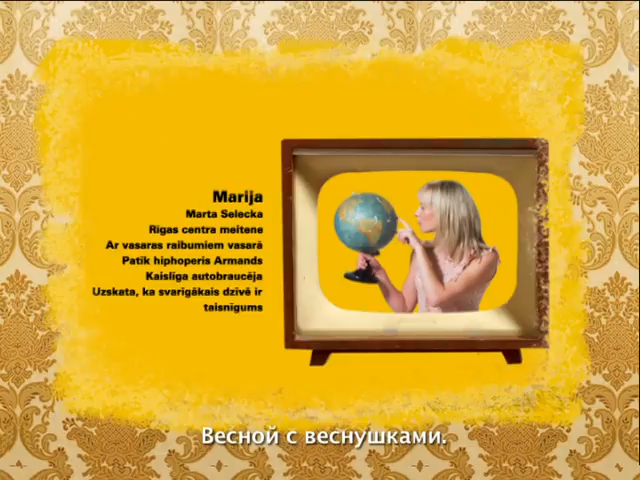 Marija
Marta Selecka
Rīgas centra meitene
Ar vasaras raibumiem vasarā
Patīk hiphoperis Armands
Kaislīga autobraucēja
Uzskata, ka svarīgākais dzīvē ir
taisnīgums
Весной с веснушками.